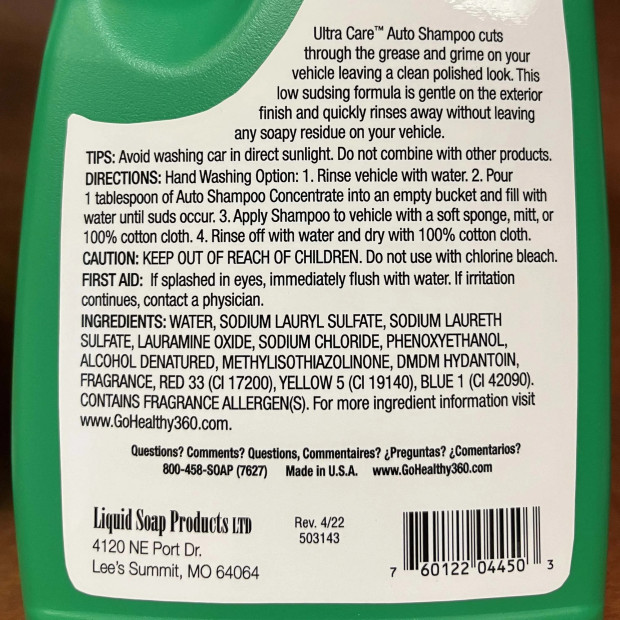 Ultra Care™ Auto Shampoo cuts
through the grease and grime on your
vehicle leaving a clean polished look. This
low sudsing formula is gentle on the exterior
finish and quickly rinses away without leaving
any soapy residue on your vehicle.
TIPS: Avoid washing car in direct sunlight. Do not combine with other products.
DIRECTIONS: Hand Washing Option: 1. Rinse vehicle with water. 2. Pour
1 tablespoon of Auto Shampoo Concentrate into an empty bucket and fill with
water until suds occur. 3. Apply Shampoo to vehicle with a soft sponge, mitt, or
100% cotton cloth. 4. Rinse off with water and dry with 100% cotton cloth.
CAUTION: KEEP OUT OF REACH OF CHILDREN. Do not use with chlorine bleach.
FIRST AID: If splashed in eyes, immediately flush with water. If irritation
continues, contact a physician.
INGREDIENTS: WATER, SODIUM LAURYL SULFATE, SODIUM LAURETH
SULFATE, LAURAMINE OXIDE, SODIUM CHLORIDE, PHENOXYETHANOL,
ALCOHOL DENATURED, METHYLISOTHIAZOLINONE, DMDM HYDANTOIN,
FRAGRANCE, RED 33 (CI 17200), YELLOW 5 (CI 19140), BLUE 1 (CI 42090).
CONTAINS FRAGRANCE ALLERGEN(S). For more ingredient information visit
www.GoHealthy360.com.
Questions? Comments? Questions, Commentaires? ¿Preguntas? ¿Comentarios?
800-458-SOAP (7627) Made in U.S.A. www.GoHealthy360.com
Liquid Soap Products LTD
4120 NE Port Dr.
Lee's Summit, MO 64064
Rev. 4/22
503143
7 60122 04450 3